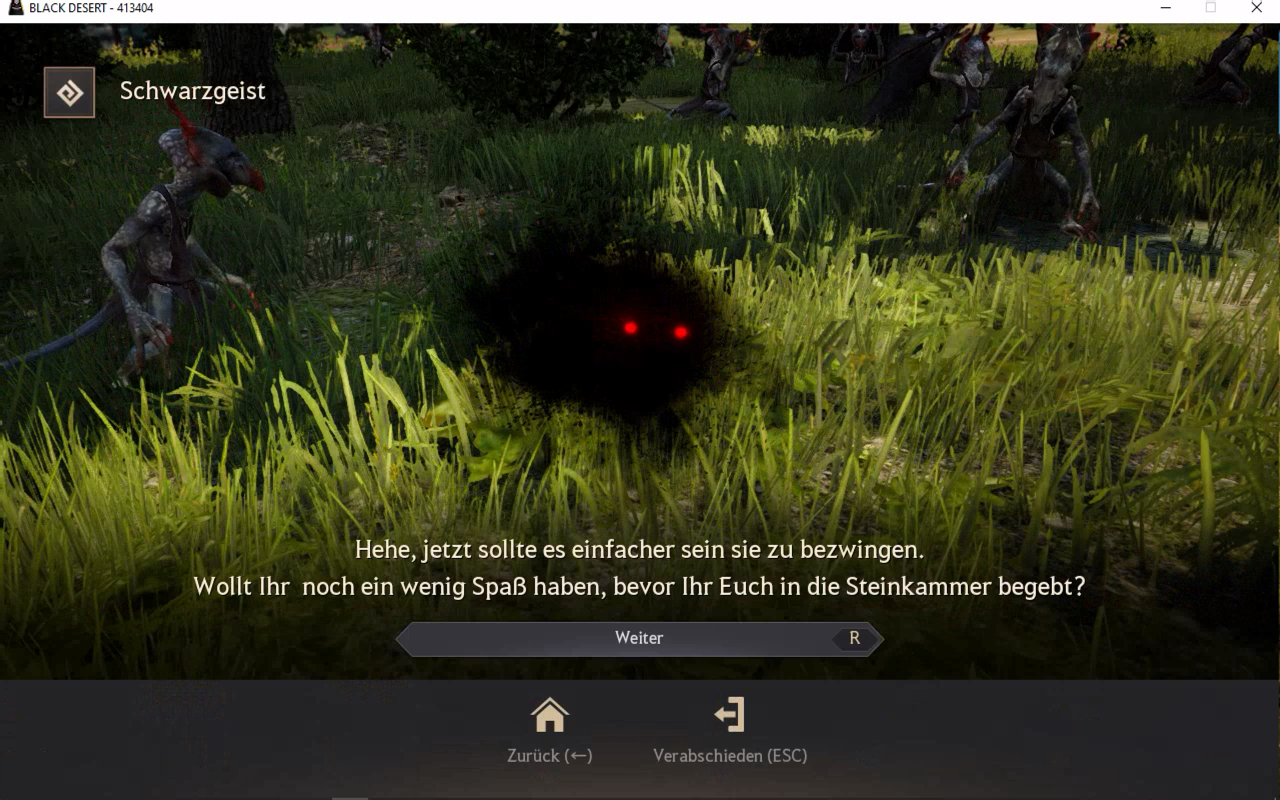 BLACK DESERT - 413404
Schwarzgeist
Hehe, jetzt sollte es einfacher sein sie zu bezwingen.
Wollt Ihr  noch ein wenig Spaß haben, bevor Ihr Euch in die Steinkammer begebt?
Weiter R
Zurück (←) Verabschieden (ESC)